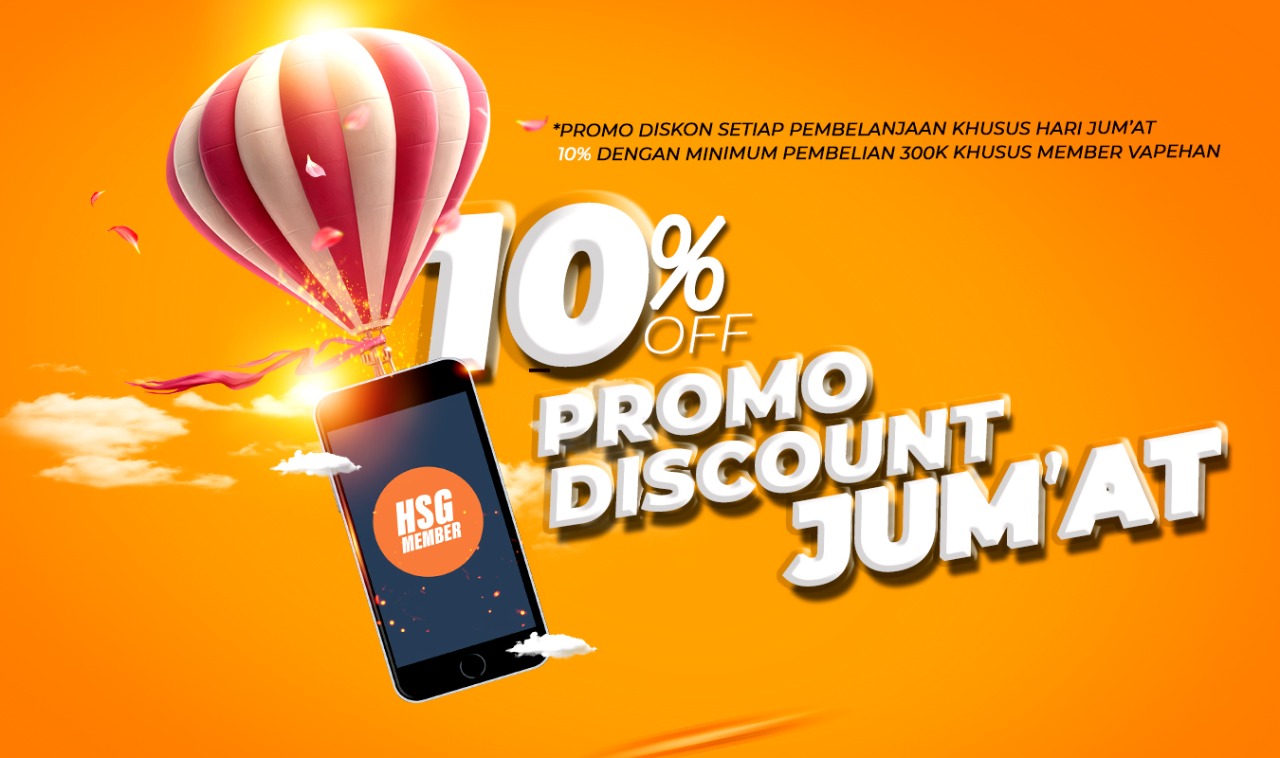 *PROMO DISKON SETIAP PEMBELANJAAN KHUSUS HARI JUM'AT
10% DENGAN MINIMUM PEMBELIAN 300K KHUSUS MEMBER VAPEHAN
10%
OFF
PROMO
DISCOUNT
JUM'AT
HSG
MEMBER